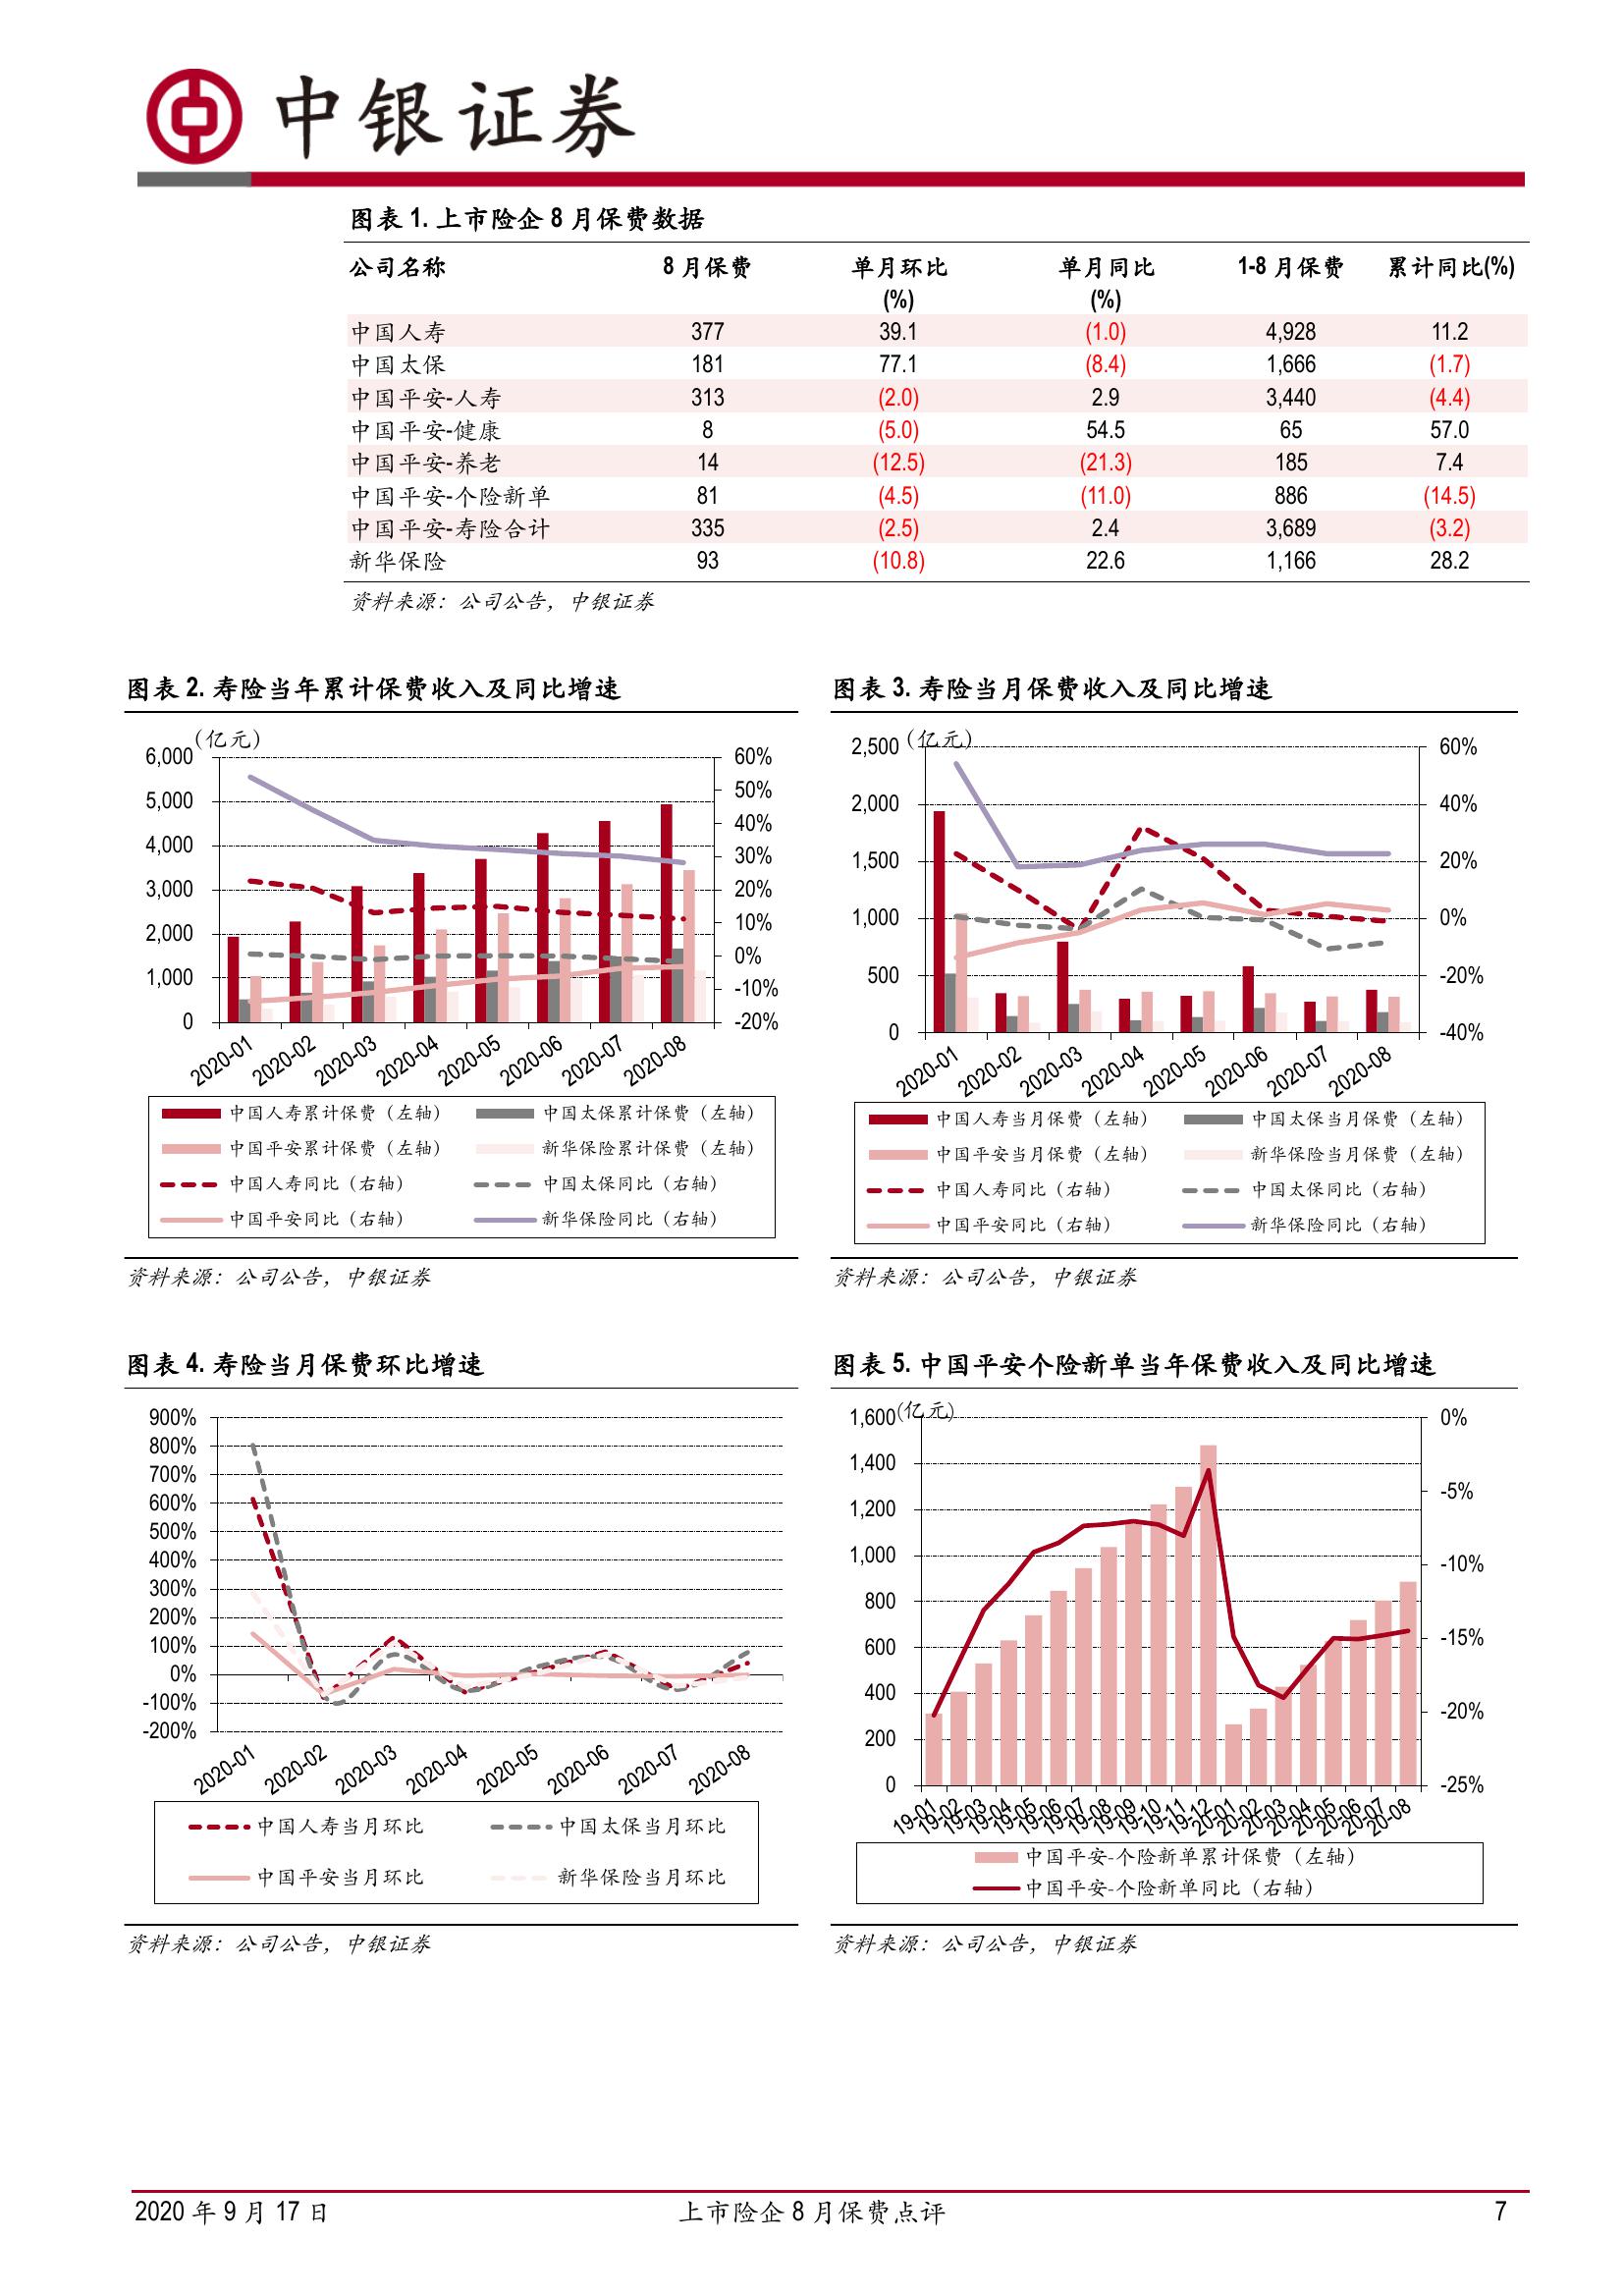 中银证券
图表 1. 上市险企 8 月保费数据
公司名称 8 月保费 单月环比 单月同比 1-8 月保费 累计同比(%)
(%) (%)
中国人寿 377 39.1 (1.0) 4,928 11.2
中国太保 181 77.1 (8.4) 1,666 (1.7)
中国平安-人寿 313 (2.0) 2.9 3,440 (4.4)
中国平安-健康 8 (5.0) 54.5 65 57.0
中国平安-养老 14 (12.5) (21.3) 185 7.4
中国平安-个险新单 81 (4.5) (11.0) 886 (14.5)
中国平安-寿险合计 335 (2.5) 2.4 3,689 (3.2)
新华保险 93 (10.8) 22.6 1,166 28.2
资料来源：公司公告，中银证券
图表 2. 寿险当年累计保费收入及同比增速
(亿元)
6,000 60%
5,000 50%
4,000 40%
3,000 30%
2,000 20%
1,000 10%
0 0%
-10%
-20%
2020-01 2020-02 2020-03 2020-04 2020-05 2020-06 2020-07 2020-08
中国人寿累计保费（左轴） 中国太保累计保费（左轴）
中国平安累计保费（左轴） 新华保险累计保费（左轴）
中国人寿同比（右轴） 中国太保同比（右轴）
中国平安同比（右轴） 新华保险同比（右轴）
资料来源：公司公告，中银证券
图表 3. 寿险当月保费收入及同比增速
(亿元)
2,500 60%
2,000 40%
1,500 20%
1,000 0%
500 -20%
0 -40%
2020-01 2020-02 2020-03 2020-04 2020-05 2020-06 2020-07 2020-08
中国人寿当月保费（左轴） 中国太保当月保费（左轴）
中国平安当月保费（左轴） 新华保险当月保费（左轴）
中国人寿同比（右轴） 中国太保同比（右轴）
中国平安同比（右轴） 新华保险同比（右轴）
资料来源：公司公告，中银证券
图表 4. 寿险当月保费环比增速
900%
800%
700%
600%
500%
400%
300%
200%
100%
0%
-100%
-200%
2020-01 2020-02 2020-03 2020-04 2020-05 2020-06 2020-07 2020-08
中国人寿当月环比 中国太保当月环比
中国平安当月环比 新华保险当月环比
资料来源：公司公告，中银证券
图表 5. 中国平安个险新单当年保费收入及同比增速
(亿元)
1,600 0%
1,400
1,200 -5%
1,000
800 -10%
600 -15%
400
200 -20%
0 -25%
19-01 19-02 19-03 19-04 19-05 19-06 19-07 19-08 19-09 19-10 19-11 19-12 20-01 20-02 20-03 20-04 20-05 20-06 20-07 20-08
中国平安-个险新单累计保费（左轴）
中国平安-个险新单同比（右轴）
资料来源：公司公告，中银证券
2020 年 9 月 17 日 上市险企 8 月保费点评 7